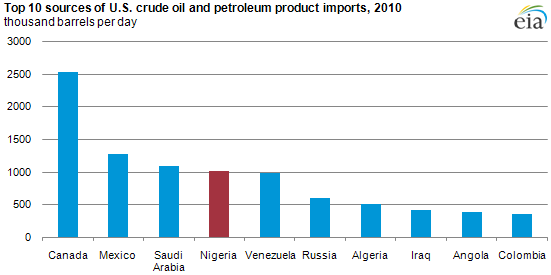 Top 10 sources of U.S. crude oil and petroleum product imports, 2010
thousand barrels per day
eia
3000
2500
2000
1500
1000
500
0
Canada
Mexico
Saudi
Arabia
Nigeria
Venezuela
Russia
Algeria
Iraq
Angola
Colombia